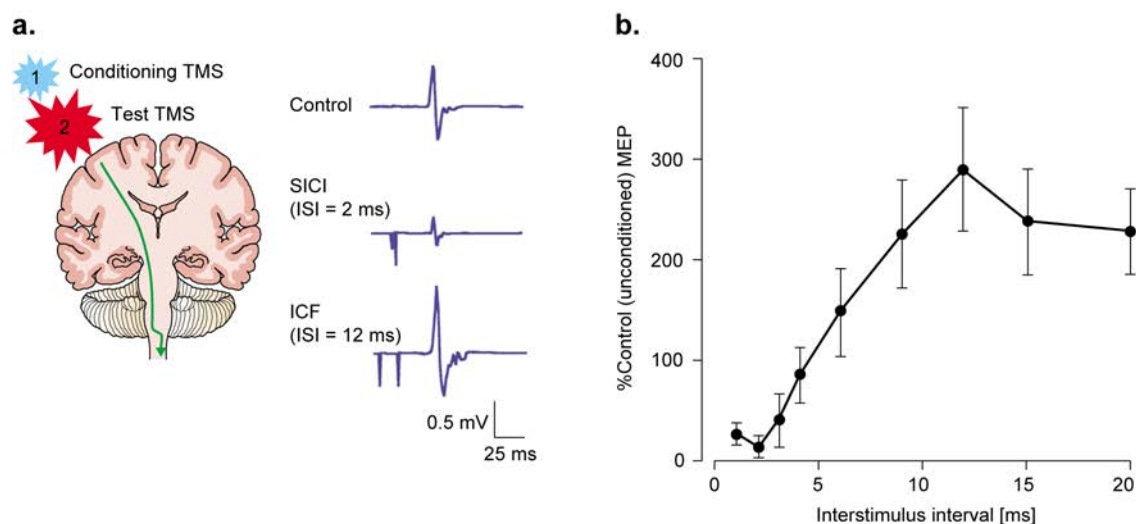 a.
1
Conditioning TMS
2
Test TMS
Control
SICI
(ISI = 2 ms)
ICF
(ISI = 12 ms)
0.5 mV
25 ms
b.
%Control (unconditioned) MEP
400
300
200
100
0
0
5
10
15
20
Interstimulus interval [ms]